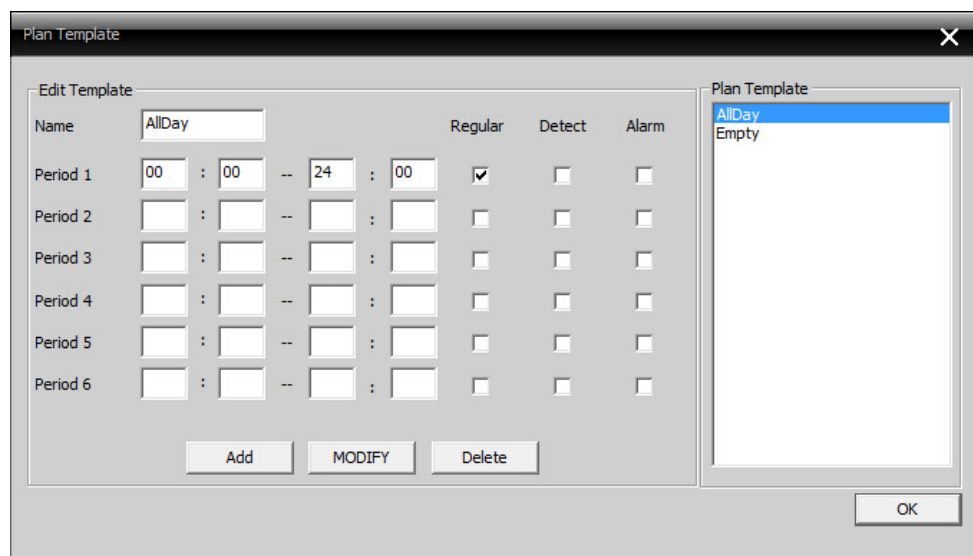 Plan Template
Edit Template
Name AllDay Regular Detect Alarm
Period 1 00 : 00 -- 24 : 00
Period 2 : -- :
Period 3 : -- :
Period 4 : -- :
Period 5 : -- :
Period 6 : -- :
Add MODIFY Delete
Plan Template
AllDay
Empty
OK